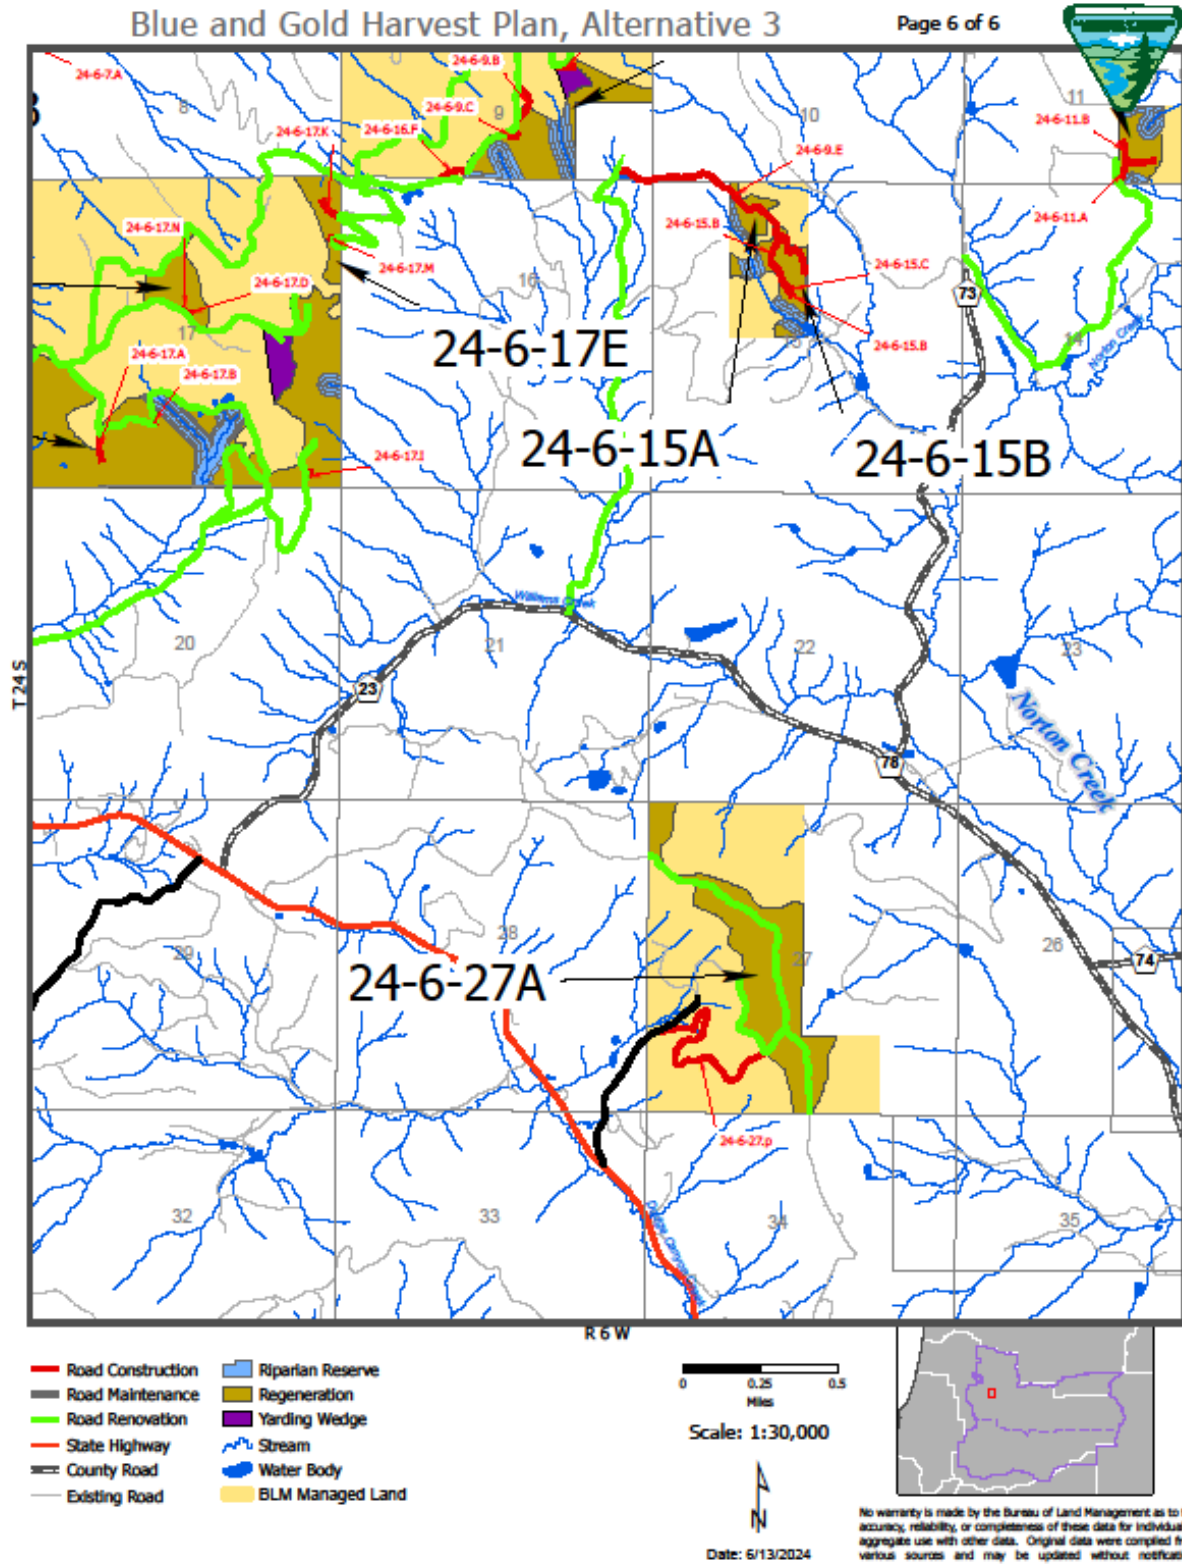 Blue and Gold Harvest Plan, Alternative 3
Page 6 of 6
24-6-7.A
24-6-9.B
24-6-9.C
24-6-16.F
24-6-17.K
8
9
10
11
24-6-11.B
24-6-9.E
24-6-15.B
24-6-11.A
24-6-17.N
24-6-17.M
24-6-17.D
24-6-15.C
16
73
17
24-6-17E
24-6-15.B
14
Norton Creek
24-6-17.A
24-6-17.B
24-6-17.I
24-6-15A
24-6-15B
Williams Creek
20
21
22
23
T 24 S
23
Norton Creek
78
28
29
27
26
74
24-6-27A
24-6-27.p
32
33
34
35
R 6 W
Road Construction
Road Maintenance
Road Renovation
State Highway
County Road
Existing Road
Riparian Reserve
Regeneration
Yarding Wedge
Stream
Water Body
BLM Managed Land
0 0.25 0.5
Miles
Scale: 1:30,000
N
Date: 6/13/2024
No warranty is made by the Bureau of Land Management as to
accuracy, reliability, or completeness of these data for individual
aggregate use with other data. Original data were compiled
various sources and may be updated without